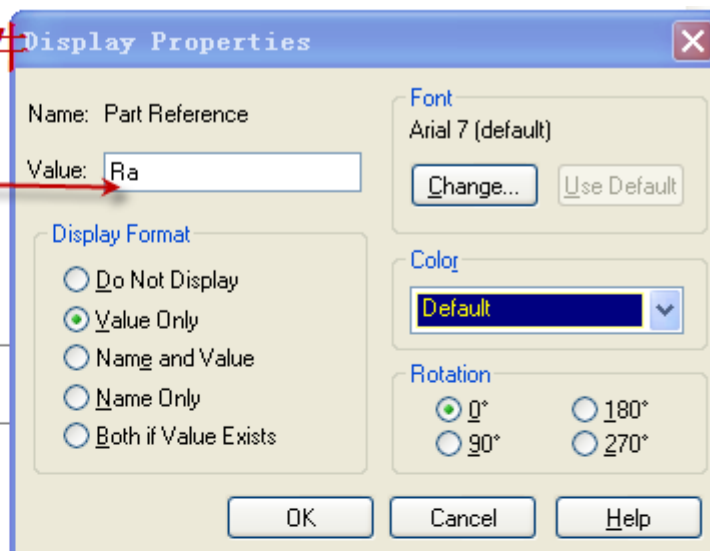 件
Display Properties
Name: Part Reference
Value: Ra
Font
Arial 7 (default)
Change...
Use Default
Display Format
Do Not Display
Value Only
Name and Value
Name Only
Both if Value Exists
Color
Default
Rotation
0° 180°
90° 270°
OK Cancel Help